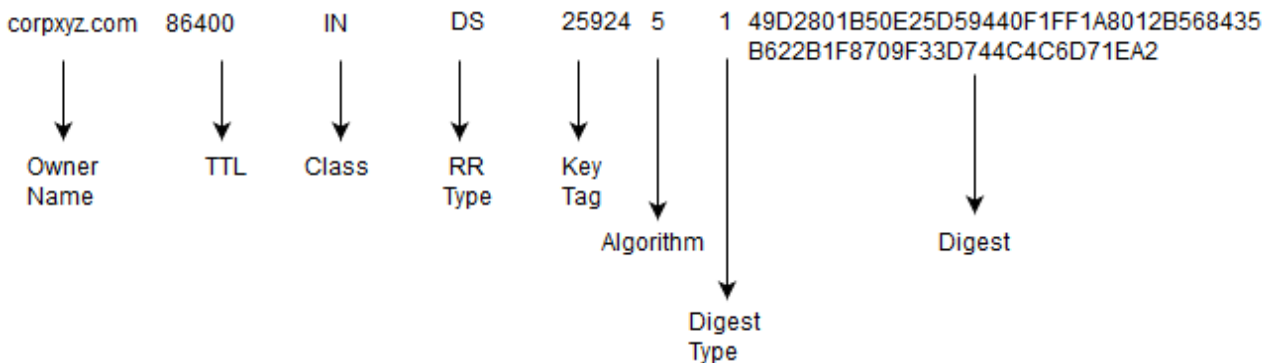 corpxyz.com 86400 IN DS 25924 5 1 49D2801B50E25D59440F1FF1A8012B568435
B622B1F8709F33D744C4C6D71EA2
Owner Name
TTL
Class
RR Type
Key Tag
Algorithm
Digest
Digest Type